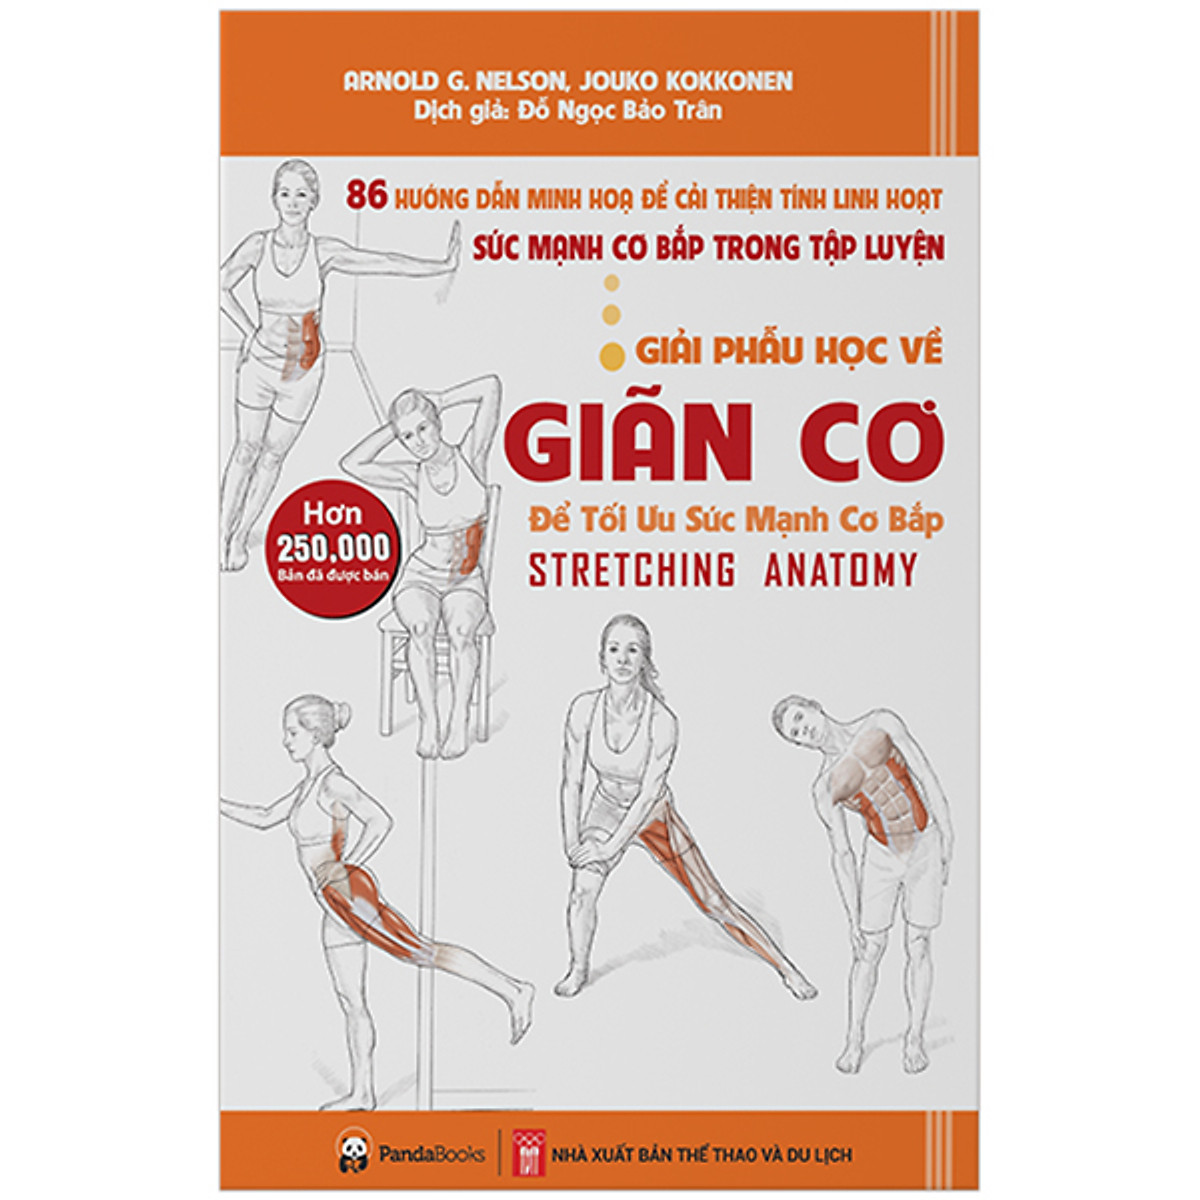 ARNOLD G. NELSON, JOUKO KOKKONEN
Dịch giả: Đỗ Ngọc Bảo Trân
86 HƯỚNG DẪN MINH HOẠ ĐỂ CẢI THIỆN TÍNH LINH HOẠT
SỨC MẠNH CƠ BẮP TRONG TẬP LUYỆN
GIẢI PHẪU HỌC VỀ
GIÃN CƠ
Để Tối Ưu Sức Mạnh Cơ Bắp
STRETCHING ANATOMY
Hơn
250.000
Bản đã được bán
PandaBooks
NHÀ XUẤT BẢN THỂ THAO VÀ DU LỊCH